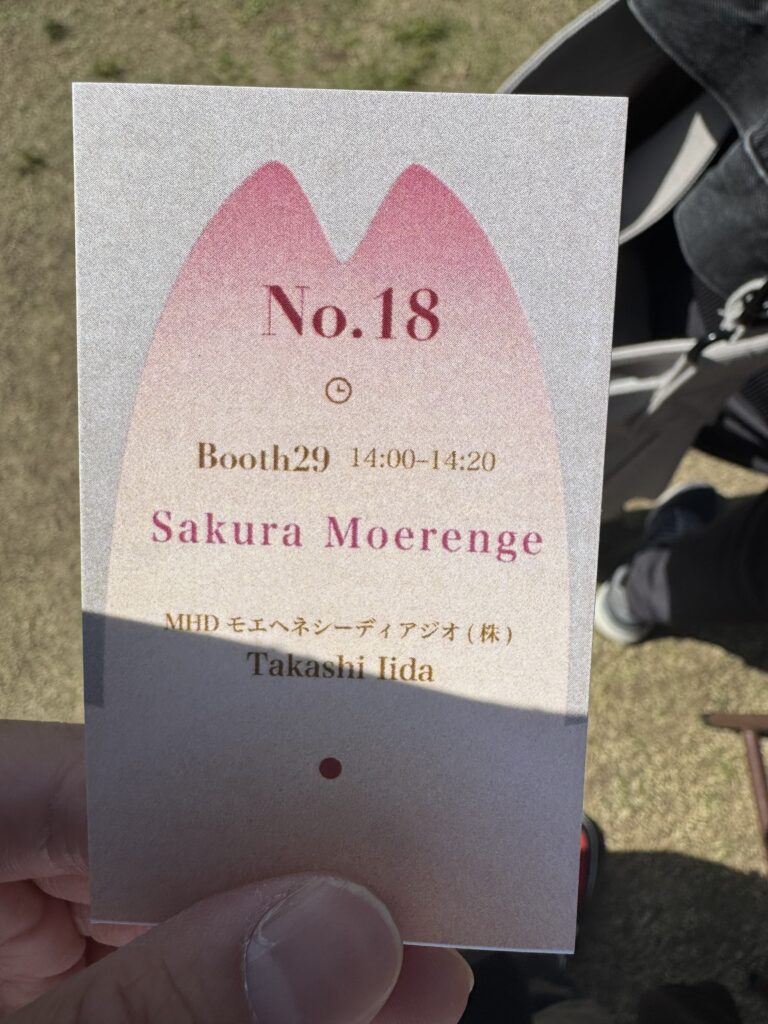 No.18
Booth29 14:00–14:20
Sakura Moerenge
MHD モエヘネシーディアジオ(株)
Takashi Iida